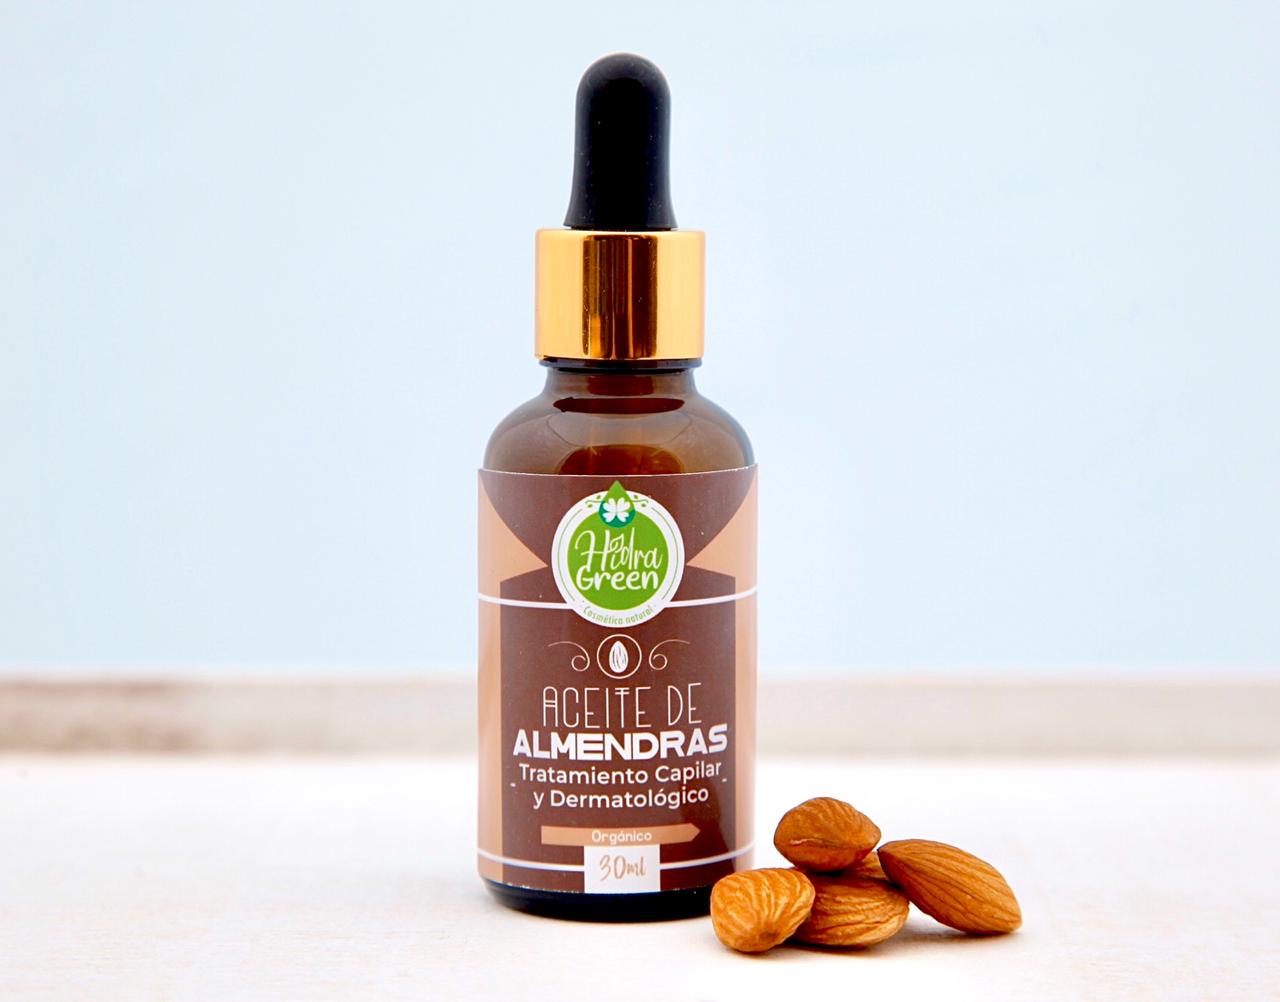 Hidra
Green
Cosmética natural
ACEITE DE
ALMENDRAS
Tratamiento Capilar
- y Dermatológico -
Orgánico
30ml